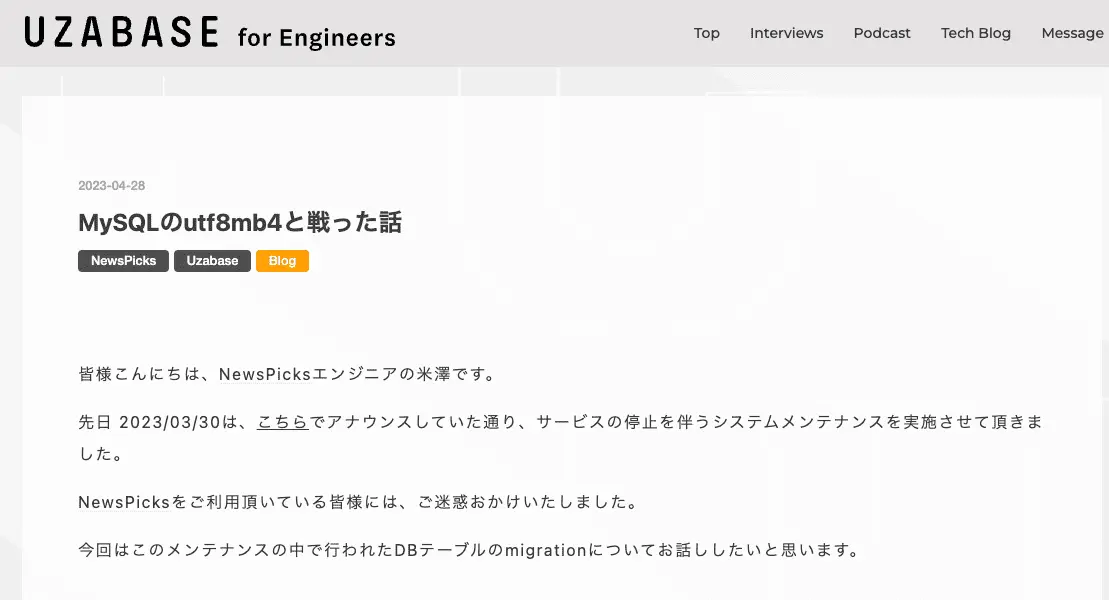 UZABASE for Engineers
Top Interviews Podcast Tech Blog Message
2023-04-28
MySQLのutf8mb4と戦った話
NewsPicks Uzabase Blog
皆様こんにちは、NewsPicksエンジニアの米澤です。
先日 2023/03/30は、こちらでアナウンスしていた通り、サービスの停止を伴うシステムメンテナンスを実施させて頂きま
した。
NewsPicksをご利用頂いている皆様には、ご迷惑おかけいたしました。
今回はこのメンテナンスの中で行われたDBテーブルのmigrationについてお話ししたいと思います。